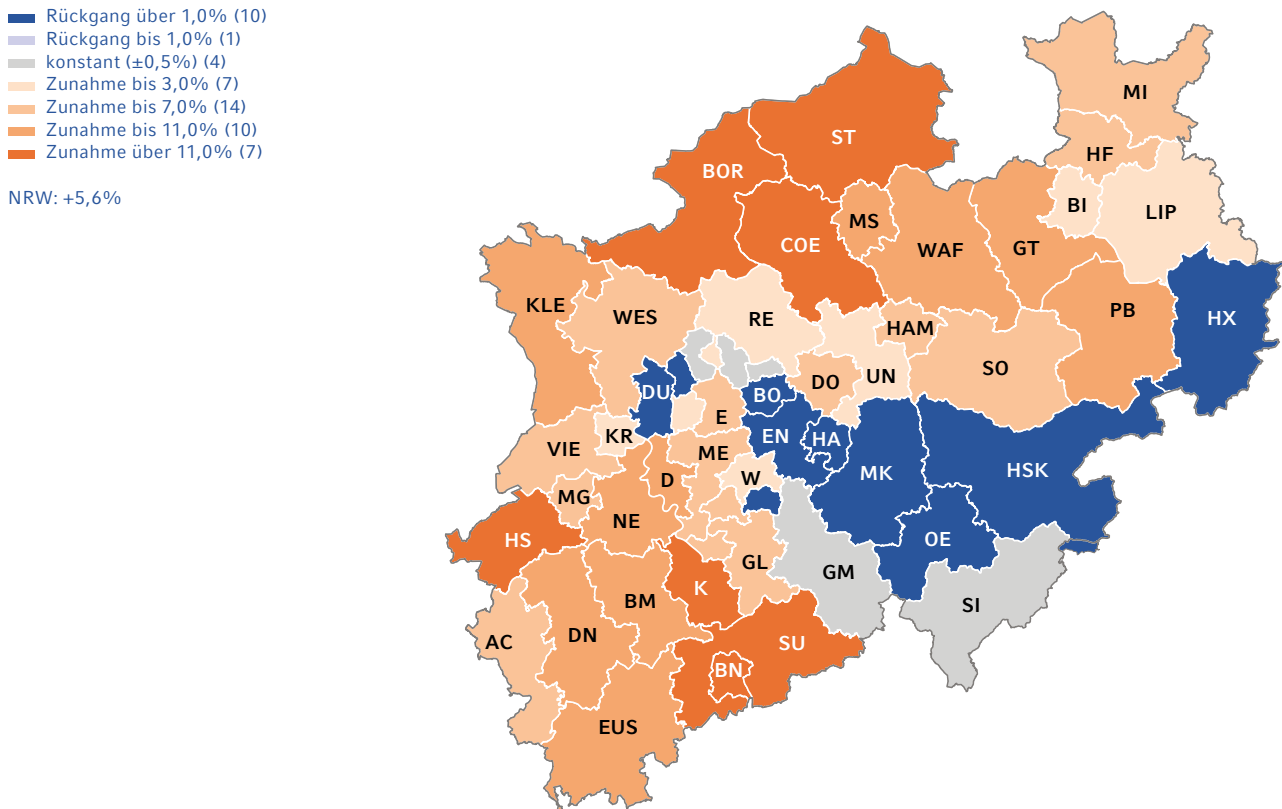 Rückgang über 1,0% (10)
Rückgang bis 1,0% (1)
konstant (±0,5%) (4)
Zunahme bis 3,0% (7)
Zunahme bis 7,0% (14)
Zunahme bis 11,0% (10)
Zunahme über 11,0% (7)
NRW: +5,6%
MI
ST
HF
BOR
BI
LIP
MS
COE
WAF
GT
KLE
WES
RE
HAM
PB
HX
SO
DO
UN
DU
BO
E
KR
EN
HA
VIE
ME
MK
HSK
W
D
MG
NE
HS
OE
GL
GM
K
BM
SI
DN
AC
SU
BN
EUS